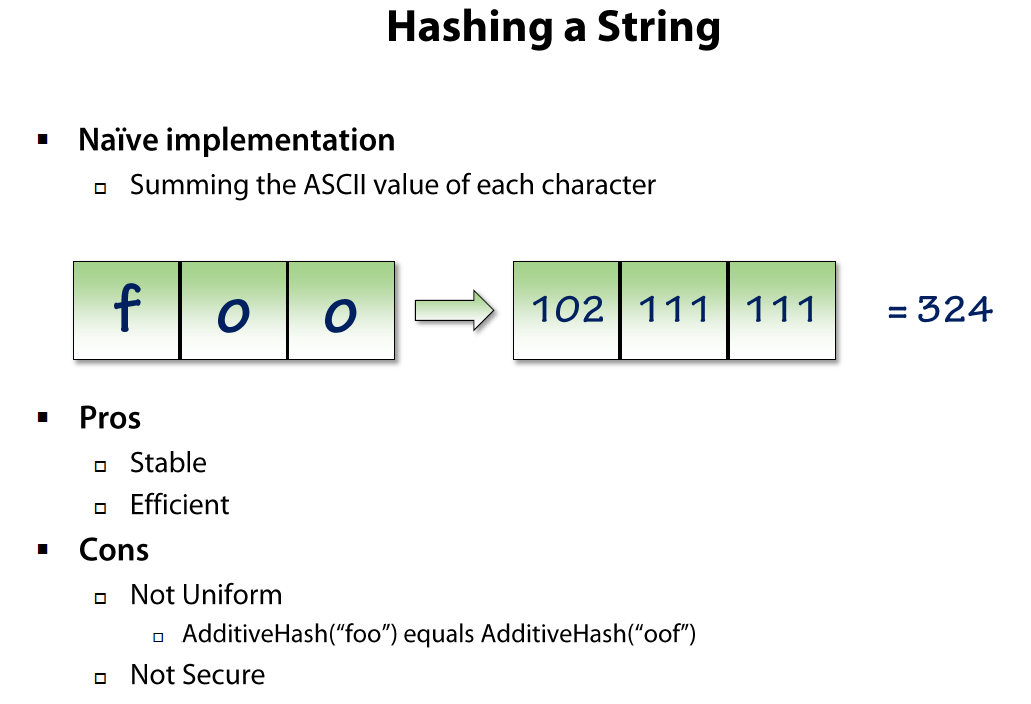 Hashing a String
Naïve implementation
Summing the ASCII value of each character
f o o 102 111 111 = 324
Pros
Stable
Efficient
Cons
Not Uniform
AdditiveHash(“foo”) equals AdditiveHash(“oof”)
Not Secure